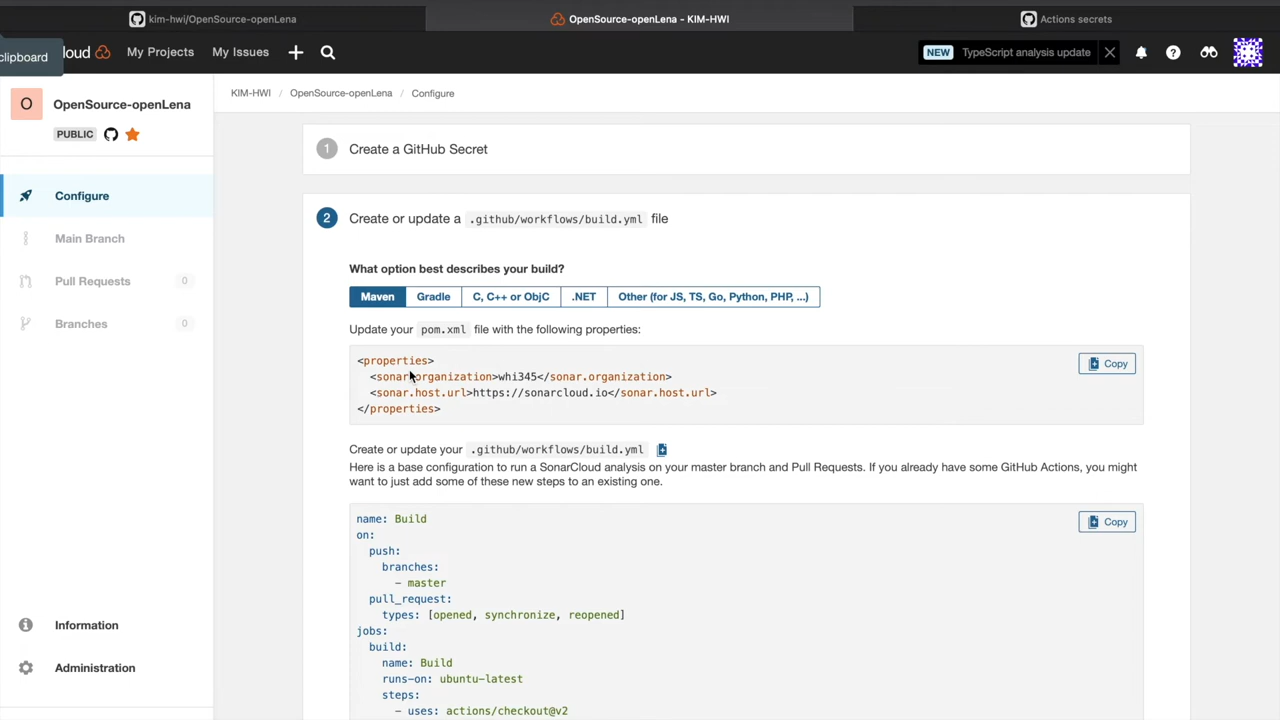 kim-hwi/OpenSource-openLena
OpenSource-openLena - KIM-HWI
Actions secrets
clipboard
oud
My Projects
My Issues
NEW
TypeScript analysis update
O
OpenSource-openLena
PUBLIC
KIM-HWI / OpenSource-openLena / Configure
Configure
Main Branch
Pull Requests 0
Branches 0
Information
Administration
1 Create a GitHub Secret
2 Create or update a .github/workflows/build.yml file
What option best describes your build?
Maven Gradle C, C++ or ObjC .NET Other (for JS, TS, Go, Python, PHP, ...)
Update your pom.xml file with the following properties:
Copy
<properties>
<sonar.organization>whi345</sonar.organization>
<sonar.host.url>https://sonarcloud.io</sonar.host.url>
</properties>
Create or update your .github/workflows/build.yml
Here is a base configuration to run a SonarCloud analysis on your master branch and Pull Requests. If you already have some GitHub Actions, you might
want to just add some of these new steps to an existing one.
Copy
name: Build
on:
push:
branches:
- master
pull_request:
types: [opened, synchronize, reopened]
jobs:
build:
name: Build
runs-on: ubuntu-latest
steps:
- uses: actions/checkout@v2